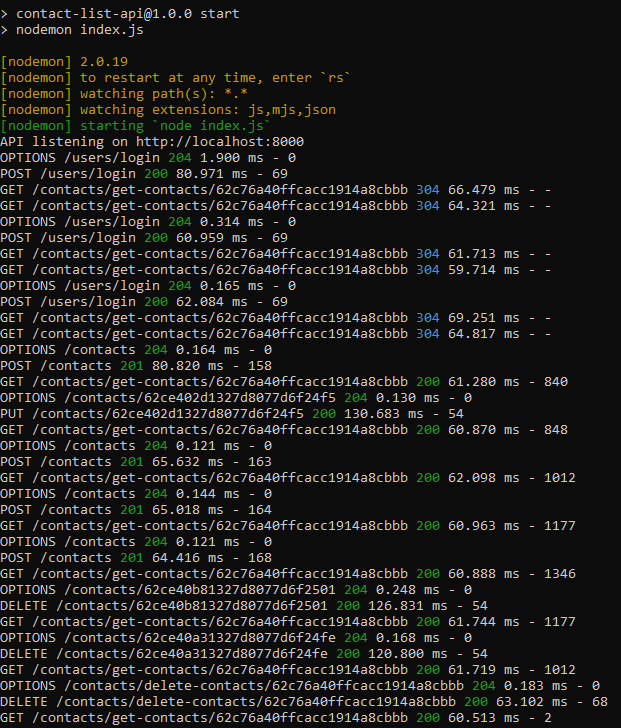 > contact-list-api@1.0.0 start
> nodemon index.js
[nodemon] 2.0.19
[nodemon] to restart at any time, enter `rs`
[nodemon] watching path(s): *.*
[nodemon] watching extensions: js,mjs,json
[nodemon] starting `node index.js`
API listening on http://localhost:8000
OPTIONS /users/login 204 1.900 ms - 0
POST /users/login 200 80.971 ms - 69
GET /contacts/get-contacts/62c76a40ffcacc1914a8cbbb 304 66.479 ms - -
GET /contacts/get-contacts/62c76a40ffcacc1914a8cbbb 304 64.321 ms - -
OPTIONS /users/login 204 0.314 ms - 0
POST /users/login 200 60.959 ms - 69
GET /contacts/get-contacts/62c76a40ffcacc1914a8cbbb 304 61.713 ms - -
GET /contacts/get-contacts/62c76a40ffcacc1914a8cbbb 304 59.714 ms - -
OPTIONS /users/login 204 0.165 ms - 0
POST /users/login 200 62.084 ms - 69
GET /contacts/get-contacts/62c76a40ffcacc1914a8cbbb 304 69.251 ms - -
GET /contacts/get-contacts/62c76a40ffcacc1914a8cbbb 304 64.817 ms - -
OPTIONS /contacts 204 0.164 ms - 0
POST /contacts 201 80.820 ms - 158
GET /contacts/get-contacts/62c76a40ffcacc1914a8cbbb 200 61.280 ms - 840
OPTIONS /contacts/62ce402d1327d8077d6f24f5 204 0.130 ms - 0
PUT /contacts/62ce402d1327d8077d6f24f5 200 130.683 ms - 54
GET /contacts/get-contacts/62c76a40ffcacc1914a8cbbb 200 60.870 ms - 848
OPTIONS /contacts 204 0.121 ms - 0
POST /contacts 201 65.632 ms - 163
GET /contacts/get-contacts/62c76a40ffcacc1914a8cbbb 200 62.098 ms - 1012
OPTIONS /contacts 204 0.144 ms - 0
POST /contacts 201 65.018 ms - 164
GET /contacts/get-contacts/62c76a40ffcacc1914a8cbbb 200 60.963 ms - 1177
OPTIONS /contacts 204 0.121 ms - 0
POST /contacts 201 64.416 ms - 168
GET /contacts/get-contacts/62c76a40ffcacc1914a8cbbb 200 60.888 ms - 1346
OPTIONS /contacts/62ce40b81327d8077d6f2501 204 0.248 ms - 0
DELETE /contacts/62ce40b81327d8077d6f2501 200 126.831 ms - 54
GET /contacts/get-contacts/62c76a40ffcacc1914a8cbbb 200 61.744 ms - 1177
OPTIONS /contacts/62ce40a31327d8077d6f24fe 204 0.168 ms - 0
DELETE /contacts/62ce40a31327d8077d6f24fe 200 120.800 ms - 54
GET /contacts/get-contacts/62c76a40ffcacc1914a8cbbb 200 61.719 ms - 1012
OPTIONS /contacts/delete-contacts/62c76a40ffcacc1914a8cbbb 204 0.183 ms - 0
DELETE /contacts/delete-contacts/62c76a40ffcacc1914a8cbbb 200 63.102 ms - 68
GET /contacts/get-contacts/62c76a40ffcacc1914a8cbbb 200 60.513 ms - 2